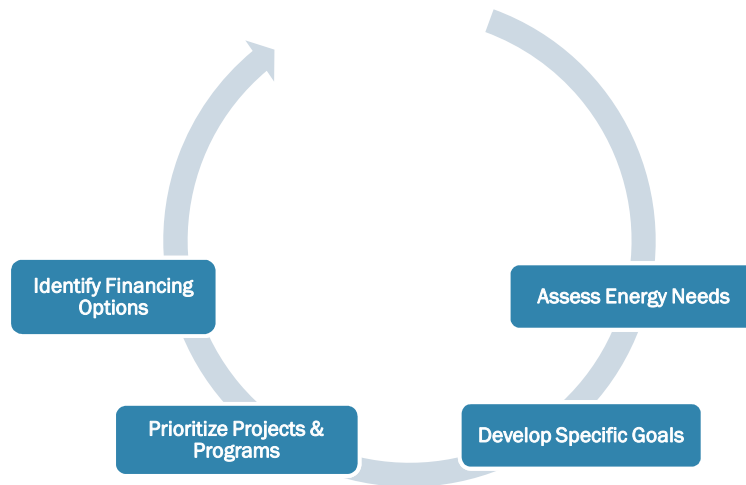 Assess Energy Needs
Develop Specific Goals
Prioritize Projects &
Programs
Identify Financing
Options